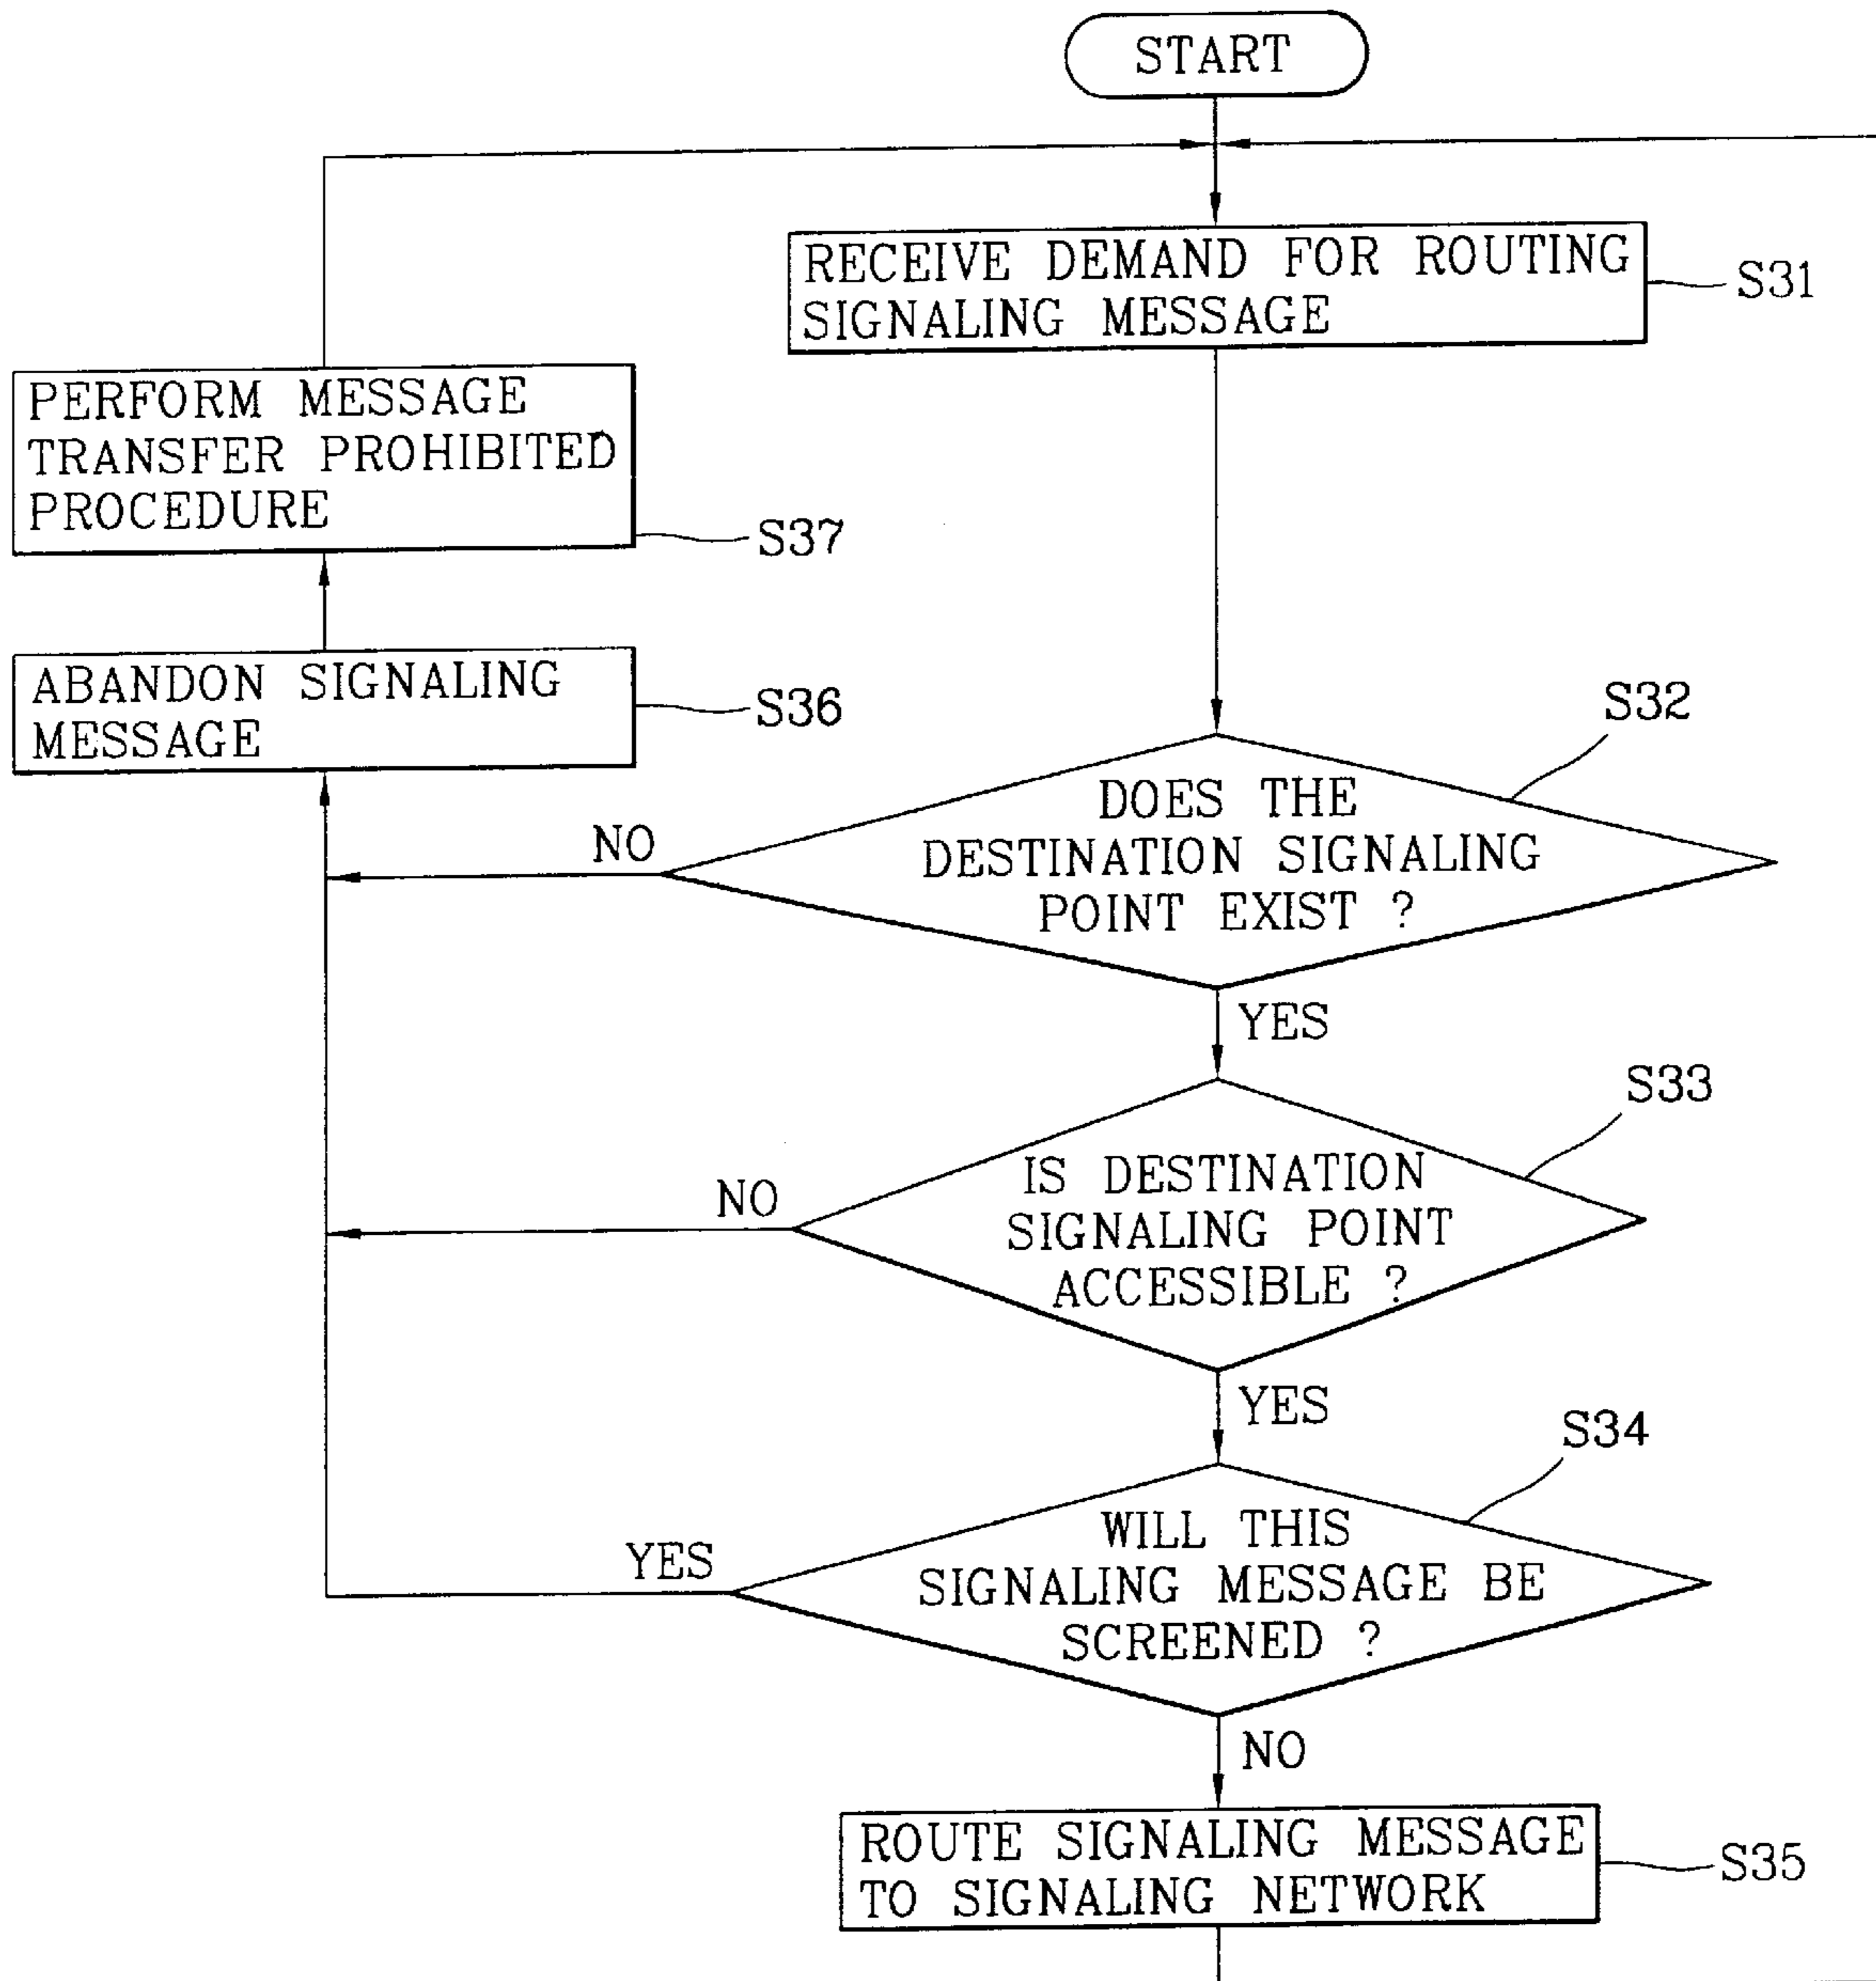 START
RECEIVE DEMAND FOR ROUTING
SIGNALING MESSAGE
S31
PERFORM MESSAGE
TRANSFER PROHIBITED
PROCEDURE
S37
ABANDON SIGNALING
MESSAGE
S36
S32
DOES THE
DESTINATION SIGNALING
POINT EXIST ?
NO
YES
S33
IS DESTINATION
SIGNALING POINT
ACCESSIBLE ?
NO
YES
S34
WILL THIS
SIGNALING MESSAGE BE
SCREENED ?
YES
NO
ROUTE SIGNALING MESSAGE
TO SIGNALING NETWORK
S35